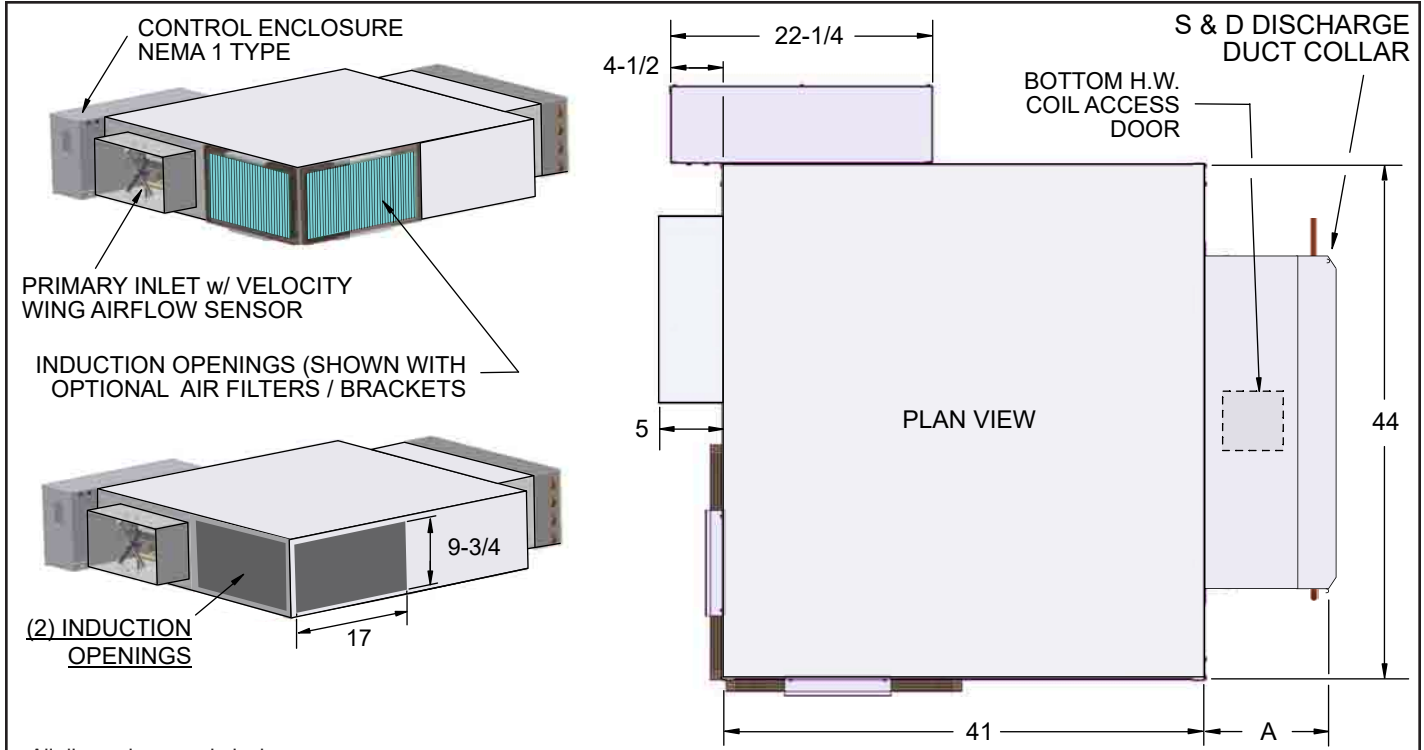 CONTROL ENCLOSURE
NEMA 1 TYPE
PRIMARY INLET w/ VELOCITY
WING AIRFLOW SENSOR
INDUCTION OPENINGS (SHOWN WITH
OPTIONAL AIR FILTERS / BRACKETS
9-3/4
17
(2) INDUCTION
OPENINGS
22-1/4
4-1/2
S & D DISCHARGE
DUCT COLLAR
BOTTOM H.W.
COIL ACCESS
DOOR
PLAN VIEW
5
44
41
A